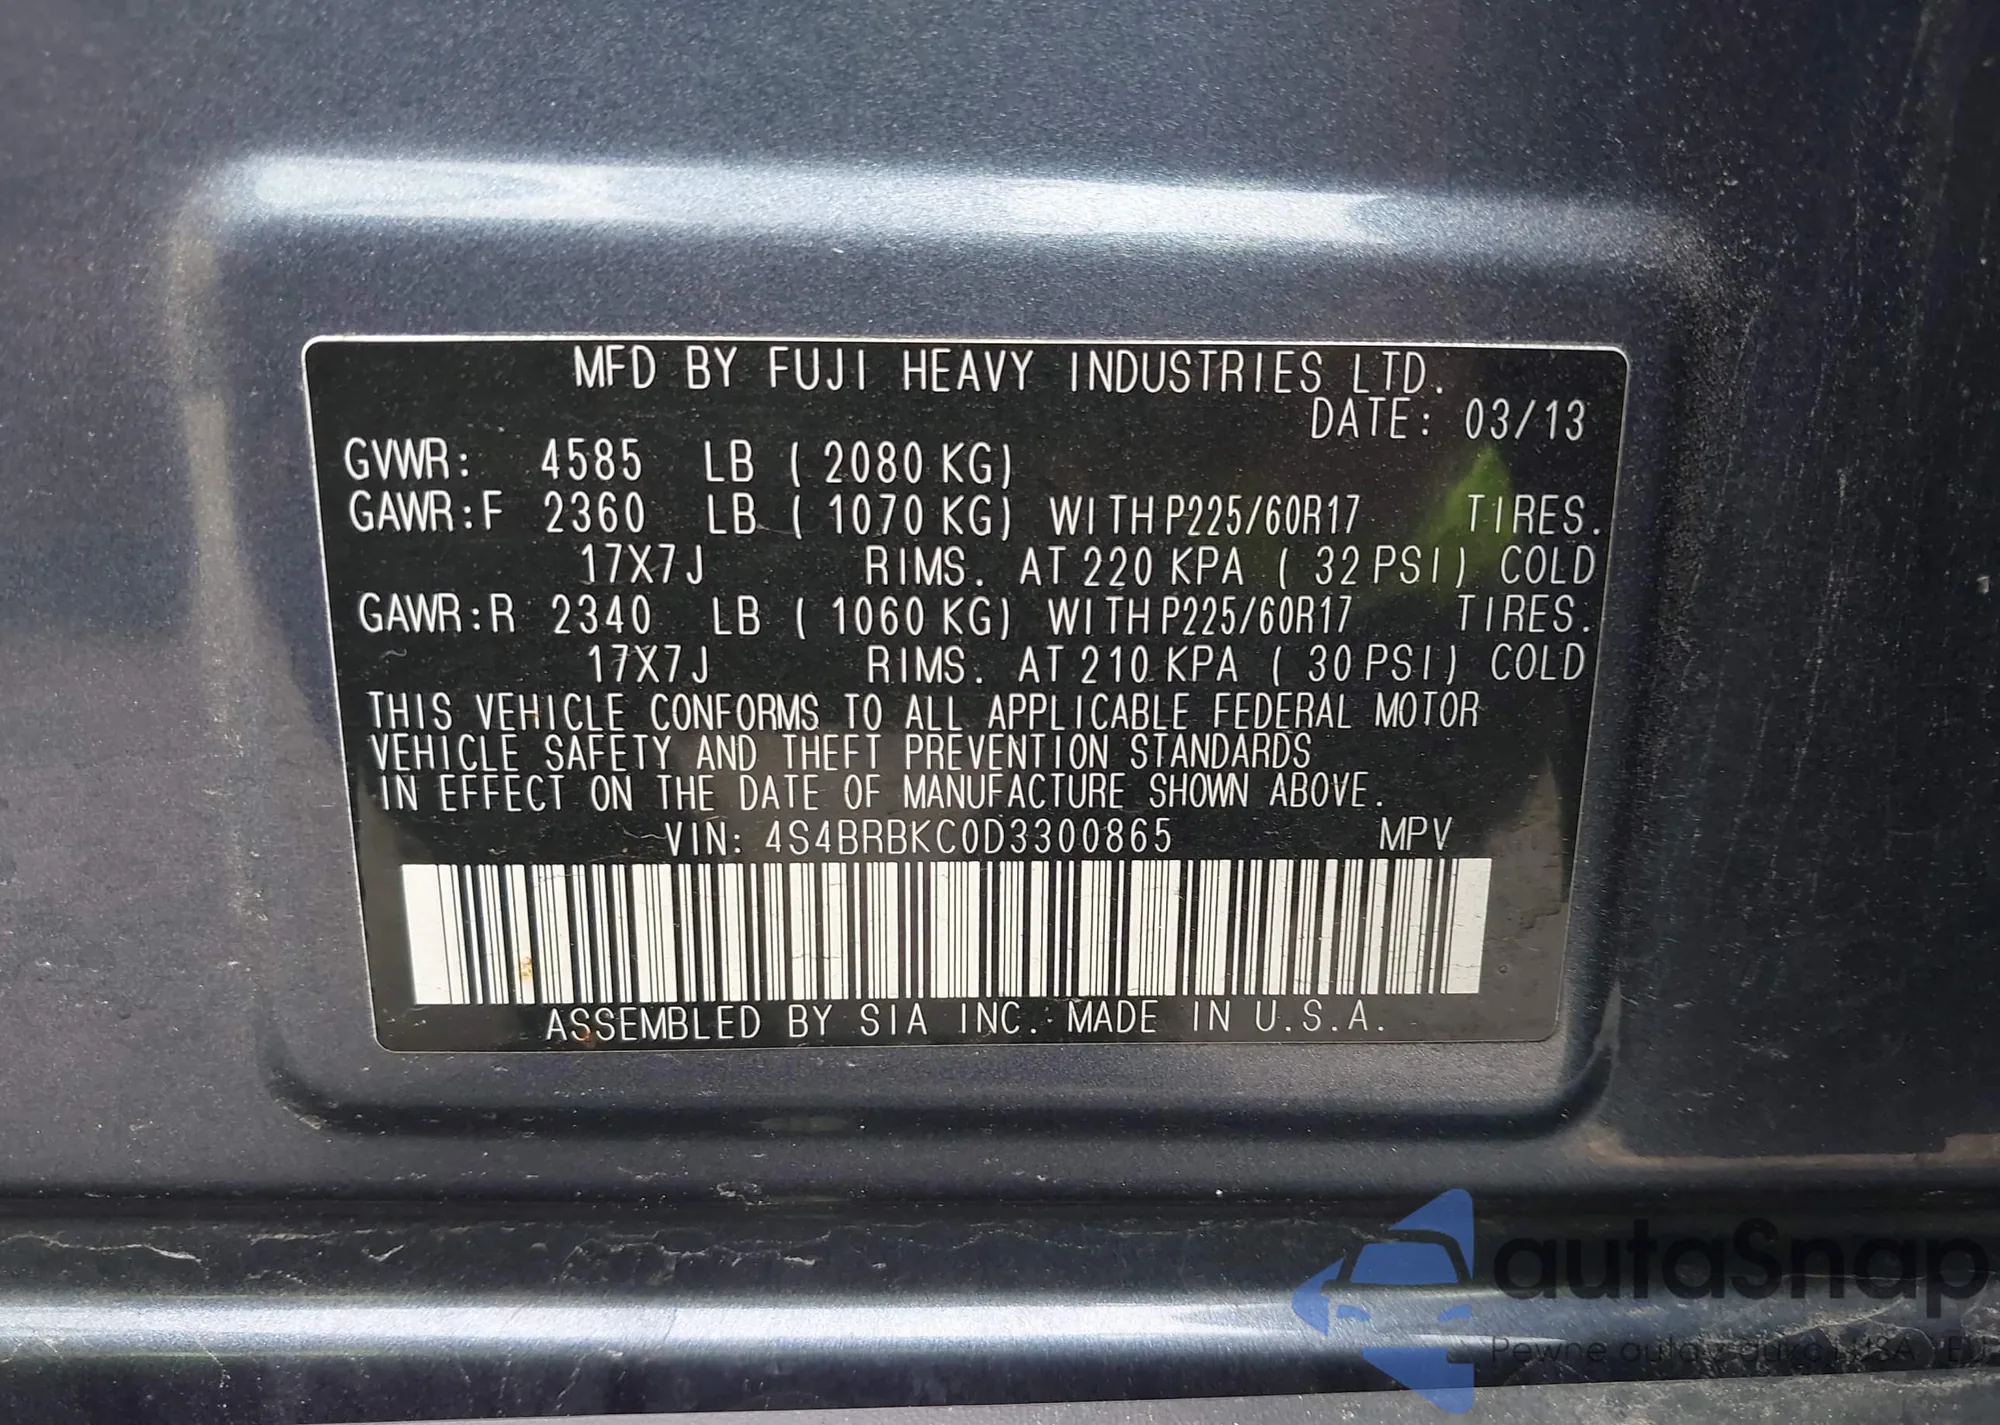 MFD BY FUJI HEAVY INDUSTRIES LTD.
DATE: 03/13
GVWR: 4585 LB ( 2080 KG)
GAWR:F 2360 LB ( 1070 KG) WITH P225/60R17 TIRES.
17X7J RIMS. AT 220 KPA ( 32 PSI) COLD
GAWR:R 2340 LB ( 1060 KG) WITH P225/60R17 TIRES.
17X7J RIMS. AT 210 KPA ( 30 PSI) COLD
THIS VEHICLE CONFORMS TO ALL APPLICABLE FEDERAL MOTOR
VEHICLE SAFETY AND THEFT PREVENTION STANDARDS
IN EFFECT ON THE DATE OF MANUFACTURE SHOWN ABOVE.
VIN: 4S4BRBKC0D3300865 MPV
ASSEMBLED BY SIA INC. MADE IN U.S.A.
autaSnap
Pewne auta z aukcji USA